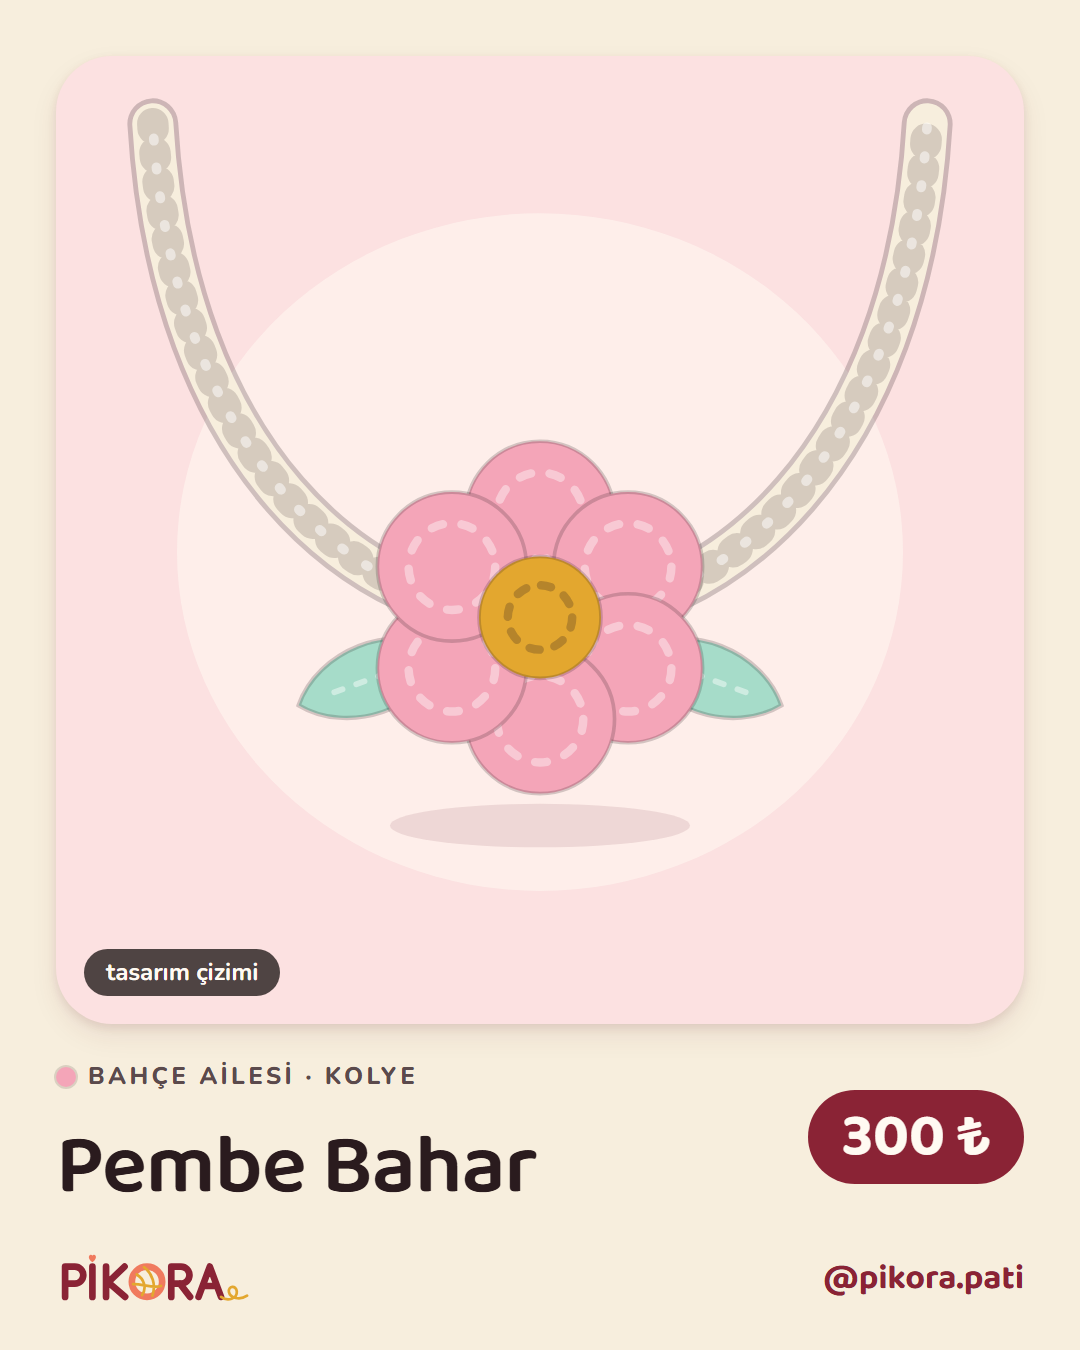 tasarım çizimi
BAHÇE AİLESİ · KOLYE
Pembe Bahar
300 ₺
PİKORA
@pikora.pati